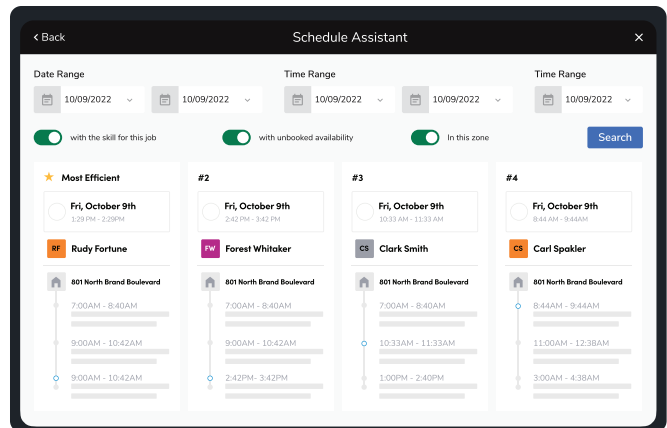 Back
Schedule Assistant
Date Range
Time Range
Time Range
10/09/2022
10/09/2022
10/09/2022
10/09/2022
10/09/2022
with the skill for this job
with unbooked availability
In this zone
Search
Most Efficient
Fri, October 9th
1:29 PM - 2:29PM
RF
Rudy Fortune
801 North Brand Boulevard
7:00AM - 8:40AM
9:00AM - 10:42AM
9:00AM - 10:42AM
#2
Fri, October 9th
2:42 PM - 3:42 PM
FW
Forest Whitaker
801 North Brand Boulevard
7:00AM - 8:40AM
9:00AM - 10:42AM
2:42PM- 3:42PM
#3
Fri, October 9th
10:33 AM - 11:33 AM
CS
Clark Smith
801 North Brand Boulevard
7:00AM - 8:40AM
10:33AM - 11:33AM
1:00PM - 2:40PM
#4
Fri, October 9th
8:44 AM - 9:44AM
CS
Carl Spakler
801 North Brand Boulevard
8:44AM - 9:44AM
11:00AM - 12:38AM
3:00AM - 4:38AM